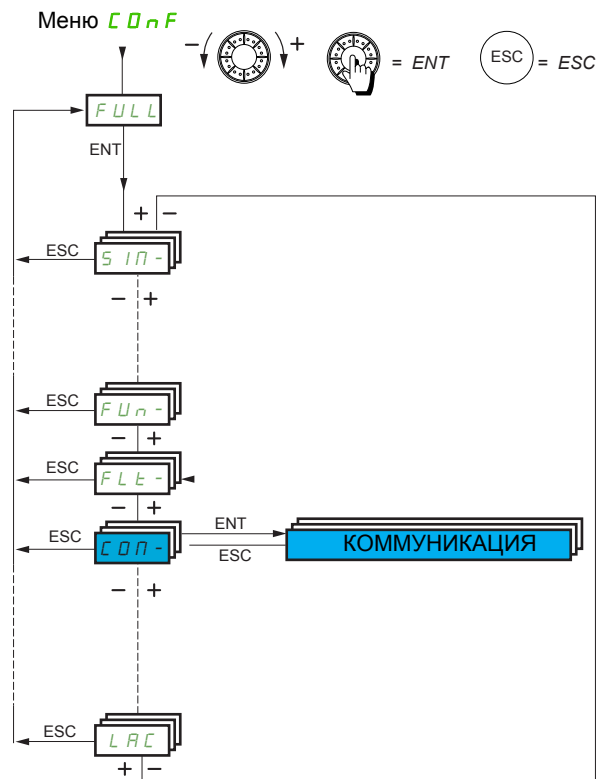 Меню COnF
− +
= ENT
ESC = ESC
FULL
ENT
+ −
ESC SIM-
− +
ESC FUn-
− +
ESC FLt-
− +
ESC COM- ENT КОММУНИКАЦИЯ
ESC
− +
ESC LAC
+ −